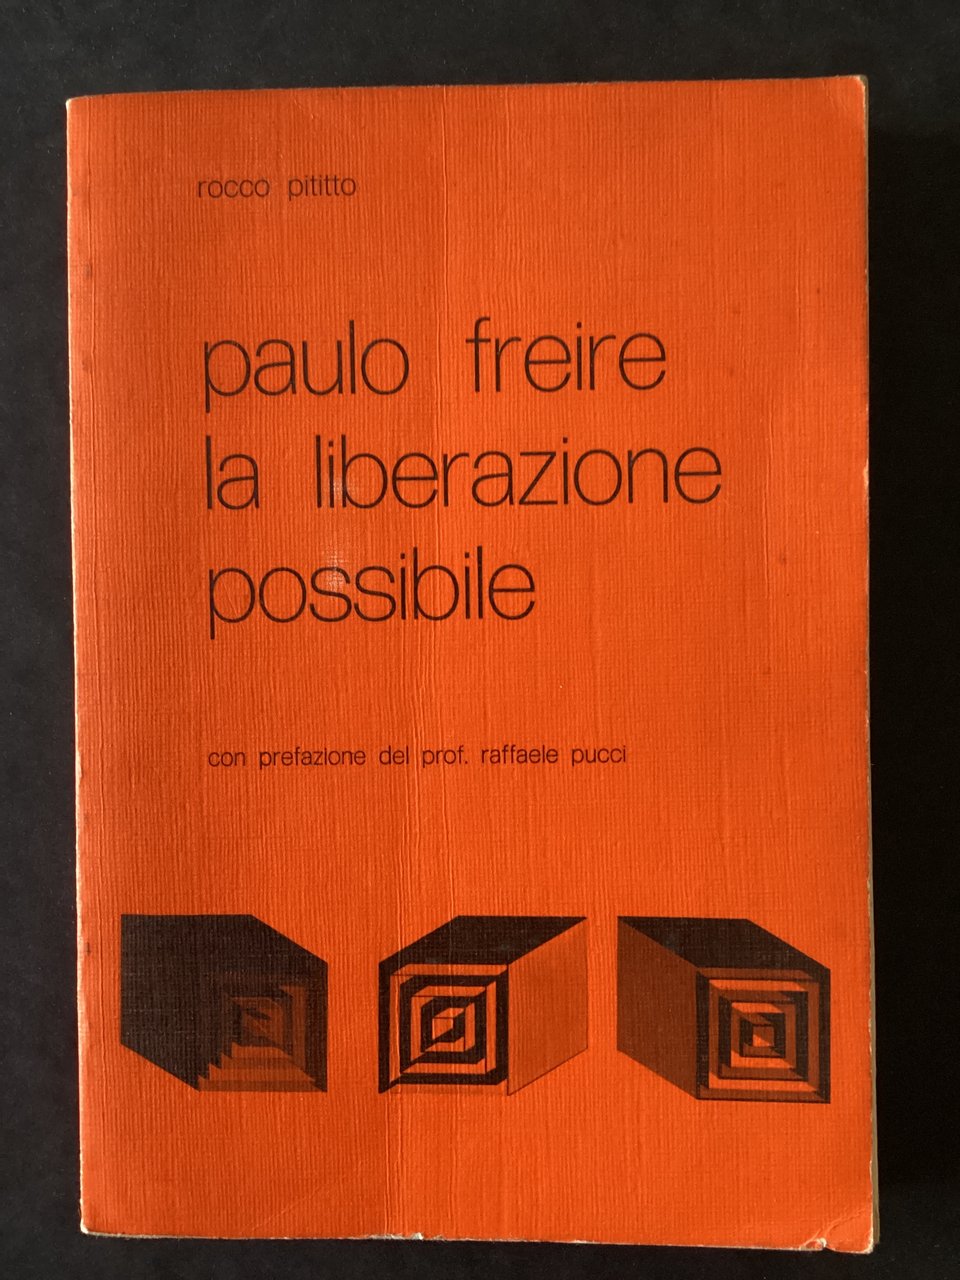 rocco pititto
paulo freire
la liberazione
possibile
con prefazione del prof. raffaele pucci